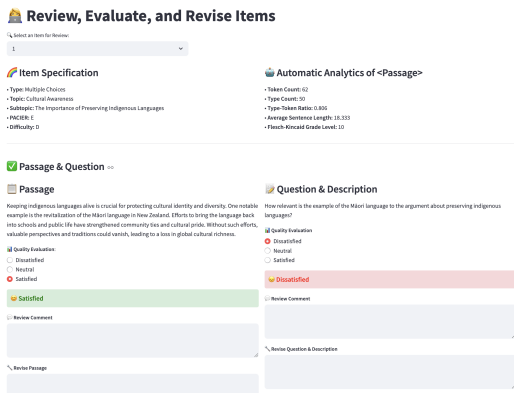 Review, Evaluate, and Revise Items
Select an Item for Review:
1
Item Specification
• Type: Multiple Choices
• Topic: Cultural Awareness
• Subtopic: The Importance of Preserving Indigenous Languages
• PACIER: E
• Difficulty: D
Automatic Analytics of <Passage>
• Token Count: 62
• Type Count: 50
• Type-Token Ratio: 0.806
• Average Sentence Length: 18.333
• Flesch-Kincaid Grade Level: 10
Passage & Question
Passage
Keeping indigenous languages alive is crucial for protecting cultural identity and diversity. One notable
example is the revitalization of the Māori language in New Zealand. Efforts to bring the language back
into schools and public life have strengthened community ties and cultural pride. Without such efforts,
valuable perspectives and traditions could vanish, leading to a loss in global cultural richness.
Quality Evaluation:
Dissatisfied
Neutral
Satisfied
Satisfied
Review Comment
Revise Passage
Question & Description
How relevant is the example of the Māori language to the argument about preserving indigenous
languages?
Quality Evaluation
Dissatisfied
Neutral
Satisfied
Dissatisfied
Review Comment
Revise Question & Description